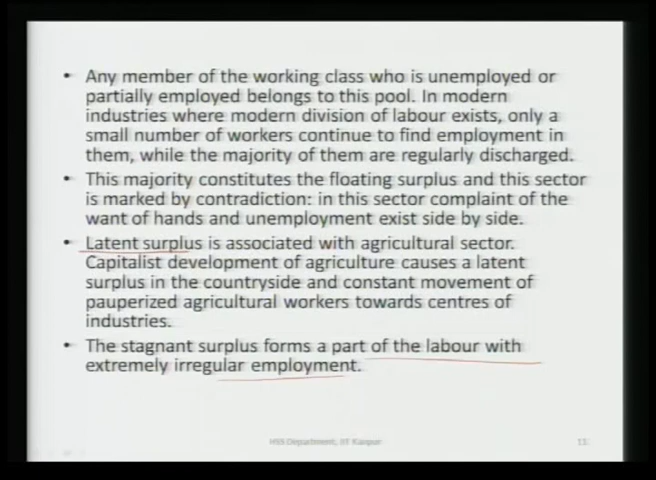 • Any member of the working class who is unemployed or
partially employed belongs to this pool. In modern
industries where modern division of labour exists, only a
small number of workers continue to find employment in
them, while the majority of them are regularly discharged.
• This majority constitutes the floating surplus and this sector
is marked by contradiction: in this sector complaint of the
want of hands and unemployment exist side by side.
• Latent surplus is associated with agricultural sector.
Capitalist development of agriculture causes a latent
surplus in the countryside and constant movement of
pauperized agricultural workers towards centres of
industries.
• The stagnant surplus forms a part of the labour with
extremely irregular employment.
HSS Department, IIT Kanpur